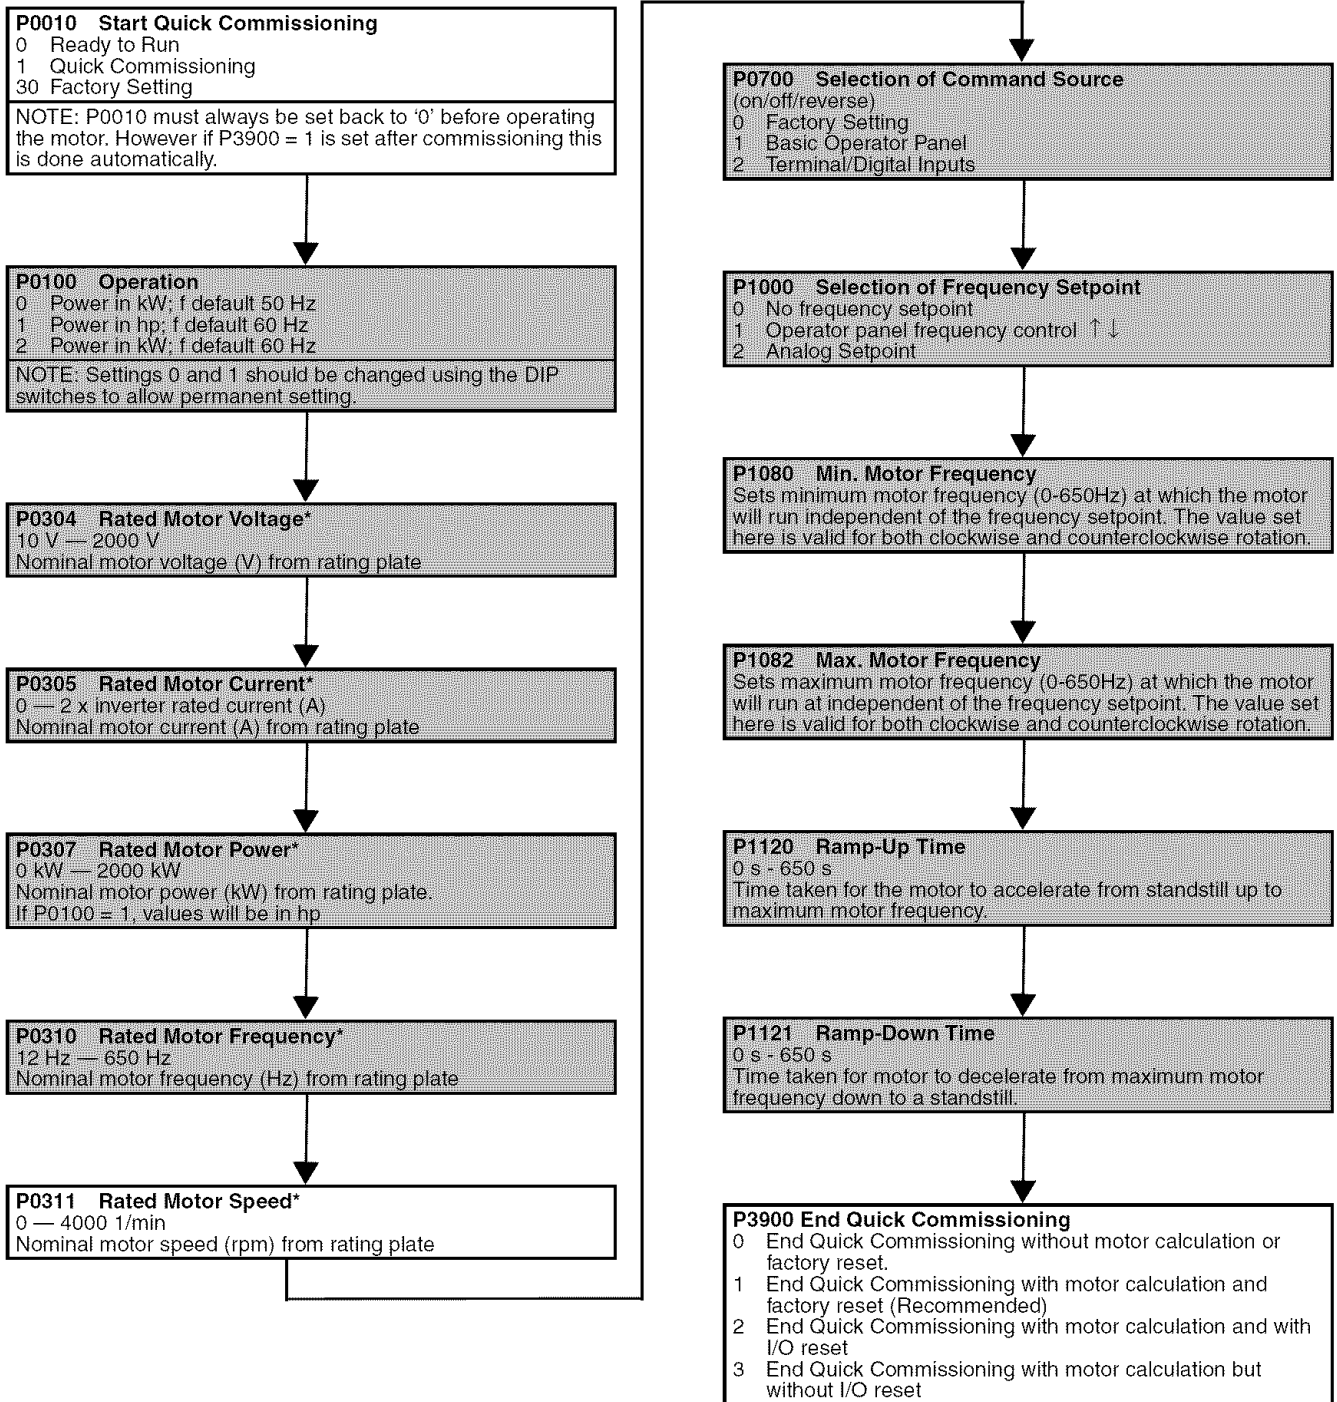 P0010 Start Quick Commissioning
0 Ready to Run
1 Quick Commissioning
30 Factory Setting
NOTE: P0010 must always be set back to ‘0’ before operating
the motor. However if P3900 = 1 is set after commissioning this
is done automatically.
P0100 Operation
0 Power in kW; f default 50 Hz
1 Power in hp; f default 60 Hz
2 Power in kW; f default 60 Hz
NOTE: Settings 0 and 1 should be changed using the DIP
switches to allow permanent setting.
P0304 Rated Motor Voltage*
10 V — 2000 V
Nominal motor voltage (V) from rating plate
P0305 Rated Motor Current*
0 — 2 x inverter rated current (A)
Nominal motor current (A) from rating plate
P0307 Rated Motor Power*
0 kW — 2000 kW
Nominal motor power (kW) from rating plate.
If P0100 = 1, values will be in hp
P0310 Rated Motor Frequency*
12 Hz — 650 Hz
Nominal motor frequency (Hz) from rating plate
P0311 Rated Motor Speed*
0 — 4000 1/min
Nominal motor speed (rpm) from rating plate
P0700 Selection of Command Source
(on/off/reverse)
0 Factory Setting
1 Basic Operator Panel
2 Terminal/Digital Inputs
P1000 Selection of Frequency Setpoint
0 No frequency setpoint
1 Operator panel frequency control ↑↓
2 Analog Setpoint
P1080 Min. Motor Frequency
Sets minimum motor frequency (0-650Hz) at which the motor
will run independent of the frequency setpoint. The value set
here is valid for both clockwise and counterclockwise rotation.
P1082 Max. Motor Frequency
Sets maximum motor frequency (0-650Hz) at which the motor
will run at independent of the frequency setpoint. The value set
here is valid for both clockwise and counterclockwise rotation.
P1120 Ramp-Up Time
0 s - 650 s
Time taken for the motor to accelerate from standstill up to
maximum motor frequency.
P1121 Ramp-Down Time
0 s - 650 s
Time taken for motor to decelerate from maximum motor
frequency down to a standstill.
P3900 End Quick Commissioning
0 End Quick Commissioning without motor calculation or
factory reset.
1 End Quick Commissioning with motor calculation and
factory reset (Recommended)
2 End Quick Commissioning with motor calculation and with
I/O reset
3 End Quick Commissioning with motor calculation but
without I/O reset